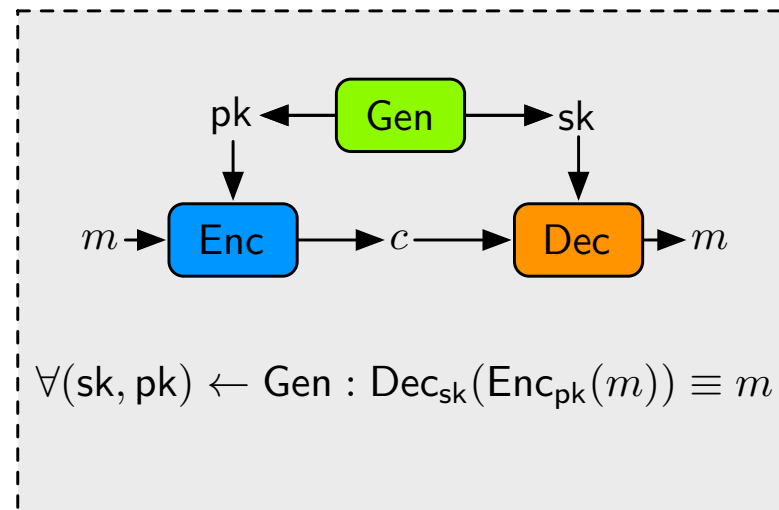 pk Gen sk
m Enc c Dec m
∀(sk, pk) ← Gen : Dec_sk(Enc_pk(m)) ≡ m